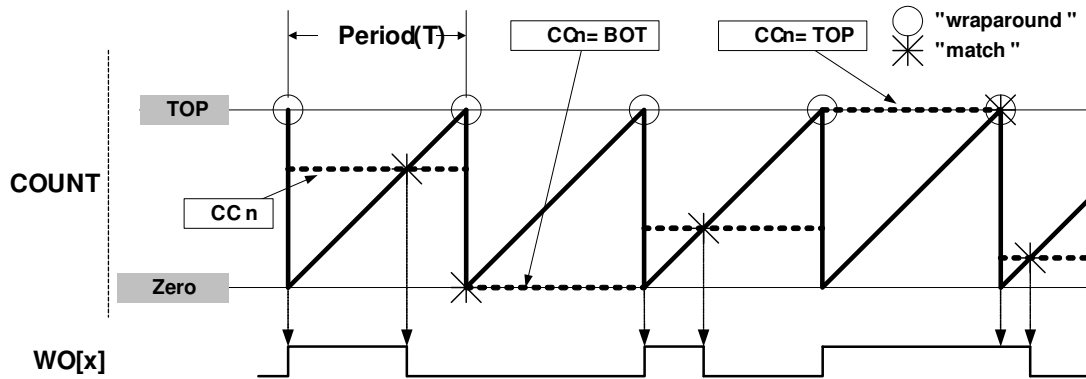 Period(T)
CCn= BOT
CCn= TOP
"wraparound "
"match "
TOP
COUNT
CC n
Zero
WO[x]